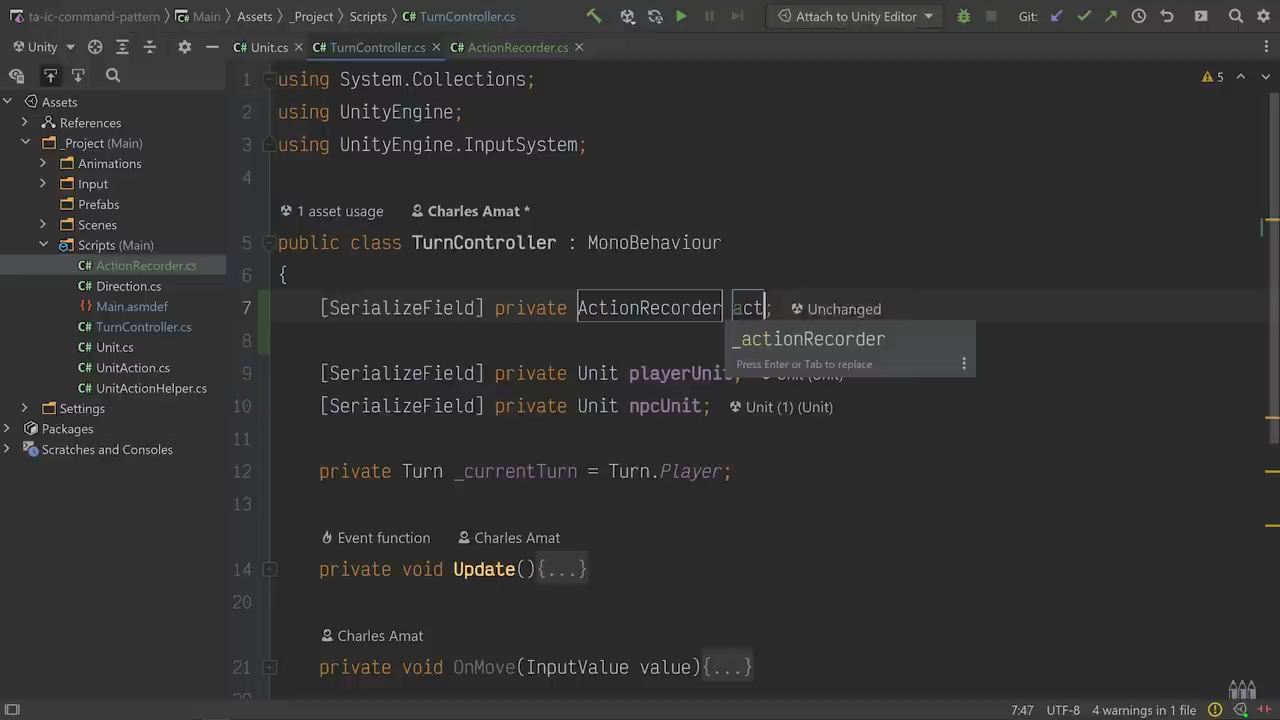 ta-ic-command-pattern Main Assets _Project Scripts C# TurnController.cs Attach to Unity Editor Git:
Unity C# Unit.cs C# TurnController.cs C# ActionRecorder.cs
Assets
References
_Project (Main)
Animations
Input
Prefabs
Scenes
Scripts (Main)
C# ActionRecorder.cs
C# Direction.cs
Main.asmdef
C# TurnController.cs
C# Unit.cs
C# UnitAction.cs
C# UnitActionHelper.cs
Settings
Packages
Scratches and Consoles
5
1 using System.Collections;
2 using UnityEngine;
3 using UnityEngine.InputSystem;
4
1 asset usage Charles Amat *
5 public class TurnController : MonoBehaviour
6 {
7 [SerializeField] private ActionRecorder act; Unchanged
_actionRecorder
Press Enter or Tab to replace
8
9 [SerializeField] private Unit playerUnit; Unit (Unit)
10 [SerializeField] private Unit npcUnit; Unit (1) (Unit)
11
12 private Turn _currentTurn = Turn.Player;
13
Event function Charles Amat
14 private void Update(){...}
20
Charles Amat
21 private void OnMove(InputValue value){...}
7:47 UTF-8 4 warnings in 1 file